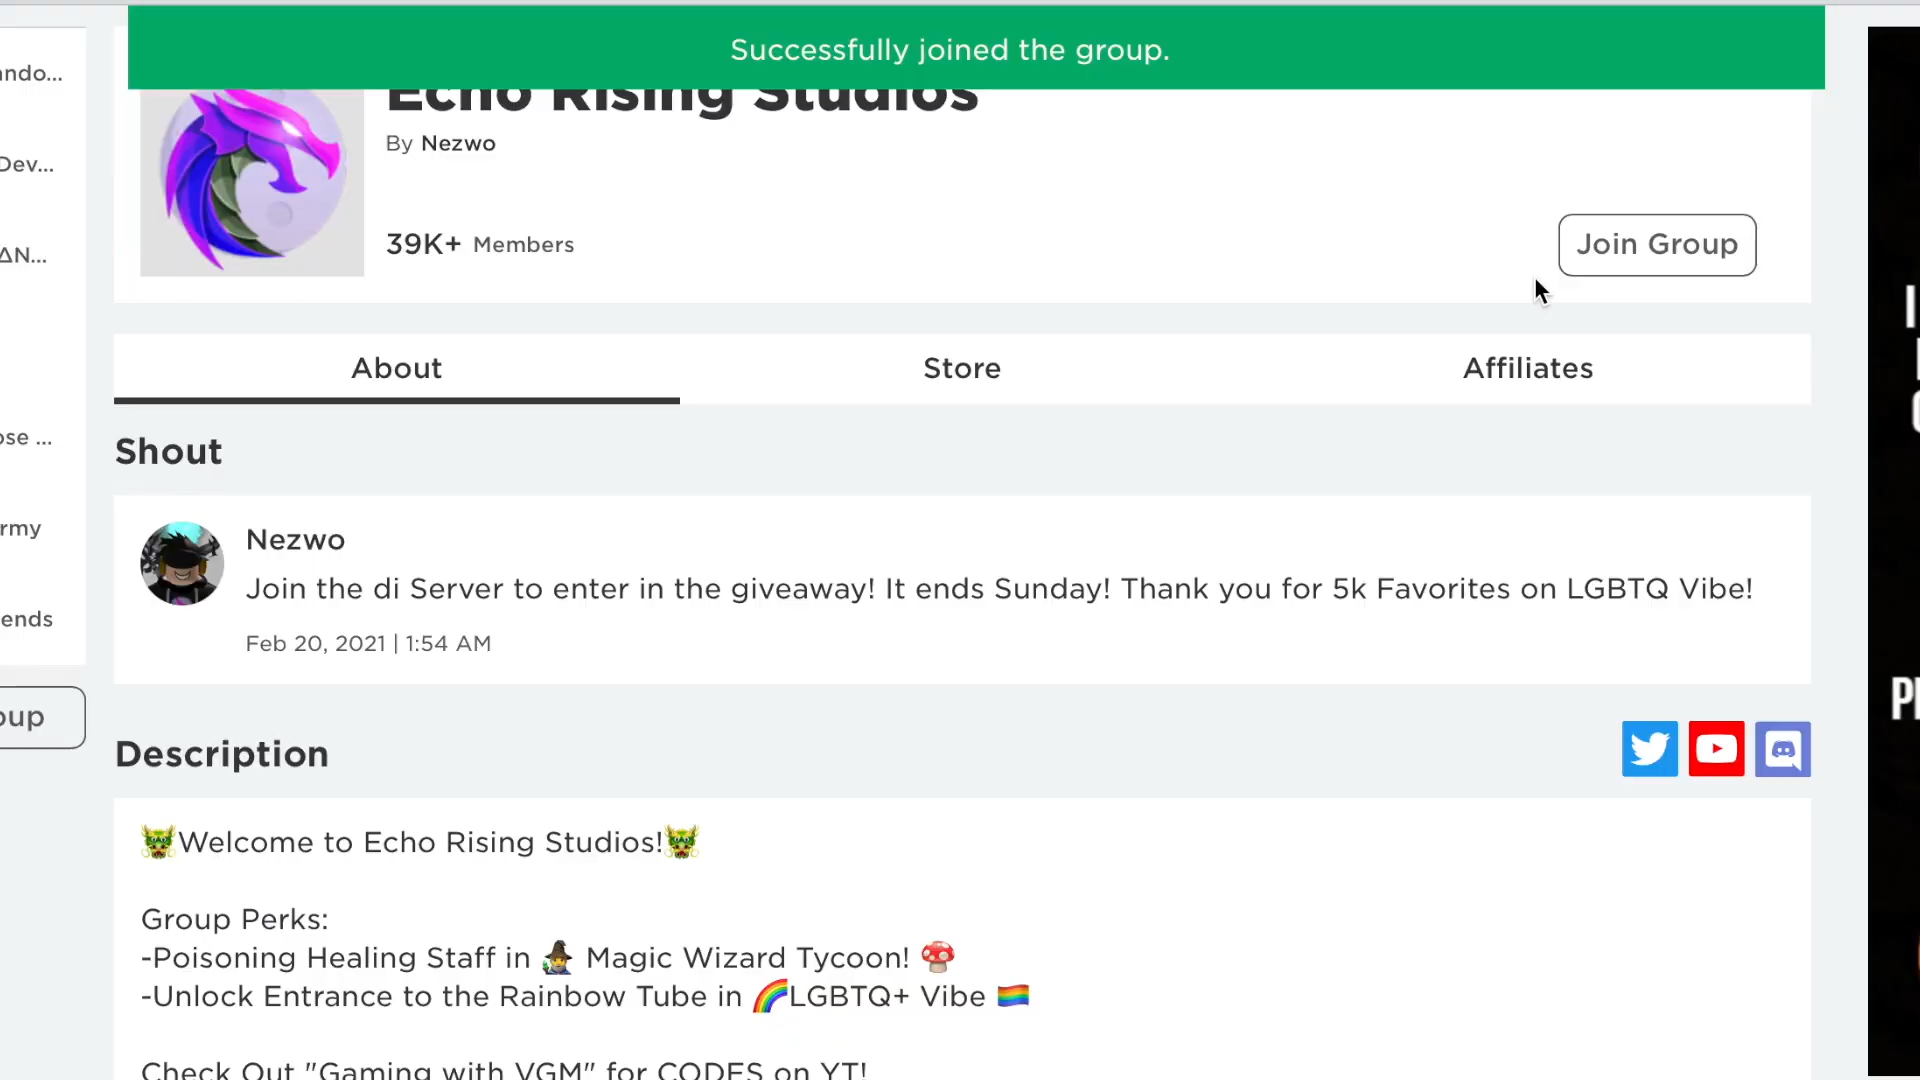 Successfully joined the group.
Echo Rising Studios
By Nezwo
39K+ Members
Join Group
About
Store
Affiliates
Shout
Nezwo
Join the di Server to enter in the giveaway! It ends Sunday! Thank you for 5k Favorites on LGBTQ Vibe!
Feb 20, 2021 | 1:54 AM
Description
🐲Welcome to Echo Rising Studios!🐲
Group Perks:
-Poisoning Healing Staff in 🧙‍♂️ Magic Wizard Tycoon! 🍄
-Unlock Entrance to the Rainbow Tube in 🌈LGBTQ+ Vibe 🏳️‍🌈
Check Out "Gaming with VGM" for CODES on YT!